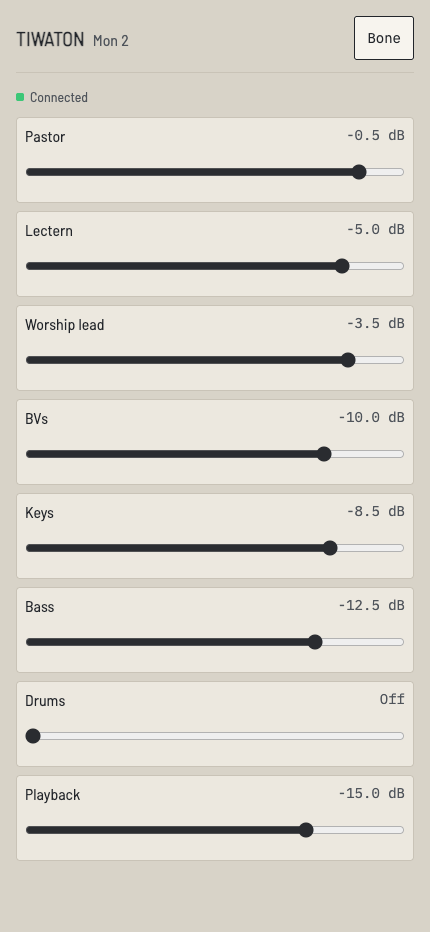 TIWATON Mon 2
Bone
Connected
Pastor -0.5 dB
Lectern -5.0 dB
Worship lead -3.5 dB
BVs -10.0 dB
Keys -8.5 dB
Bass -12.5 dB
Drums Off
Playback -15.0 dB